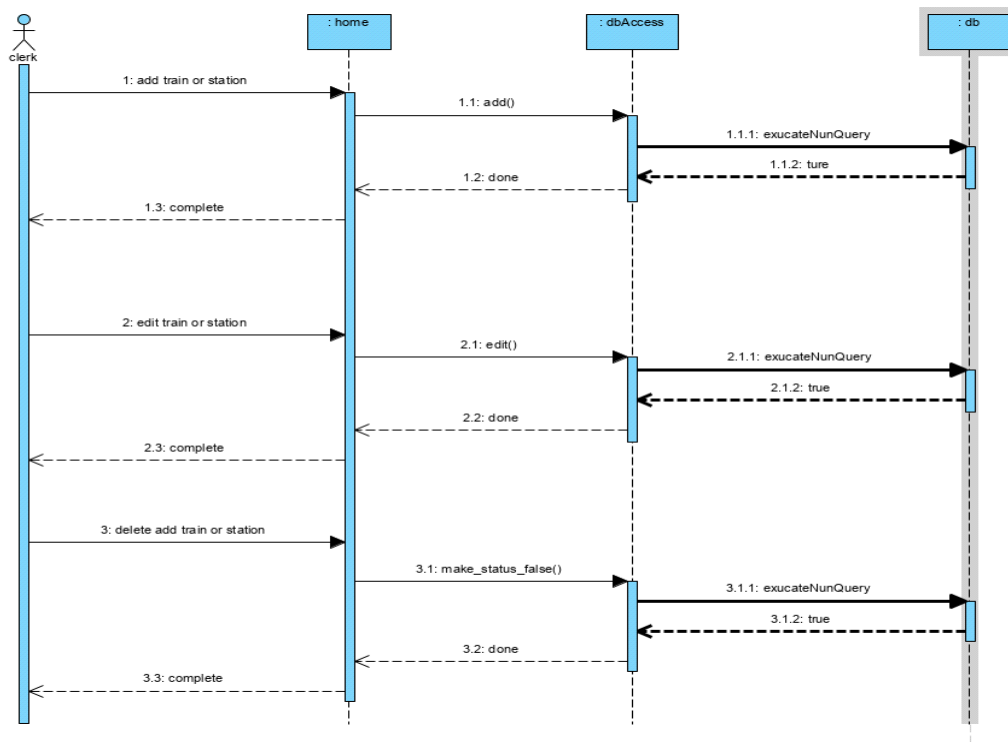 : home
: dbAccess
: db
clerk
1: add train or station
1.1: add()
1.1.1: exucateNunQuery
1.1.2: ture
1.2: done
1.3: complete
2: edit train or station
2.1: edit()
2.1.1: exucateNunQuery
2.1.2: true
2.2: done
2.3: complete
3: delete add train or station
3.1: make_status_false()
3.1.1: exucateNunQuery
3.1.2: true
3.2: done
3.3: complete